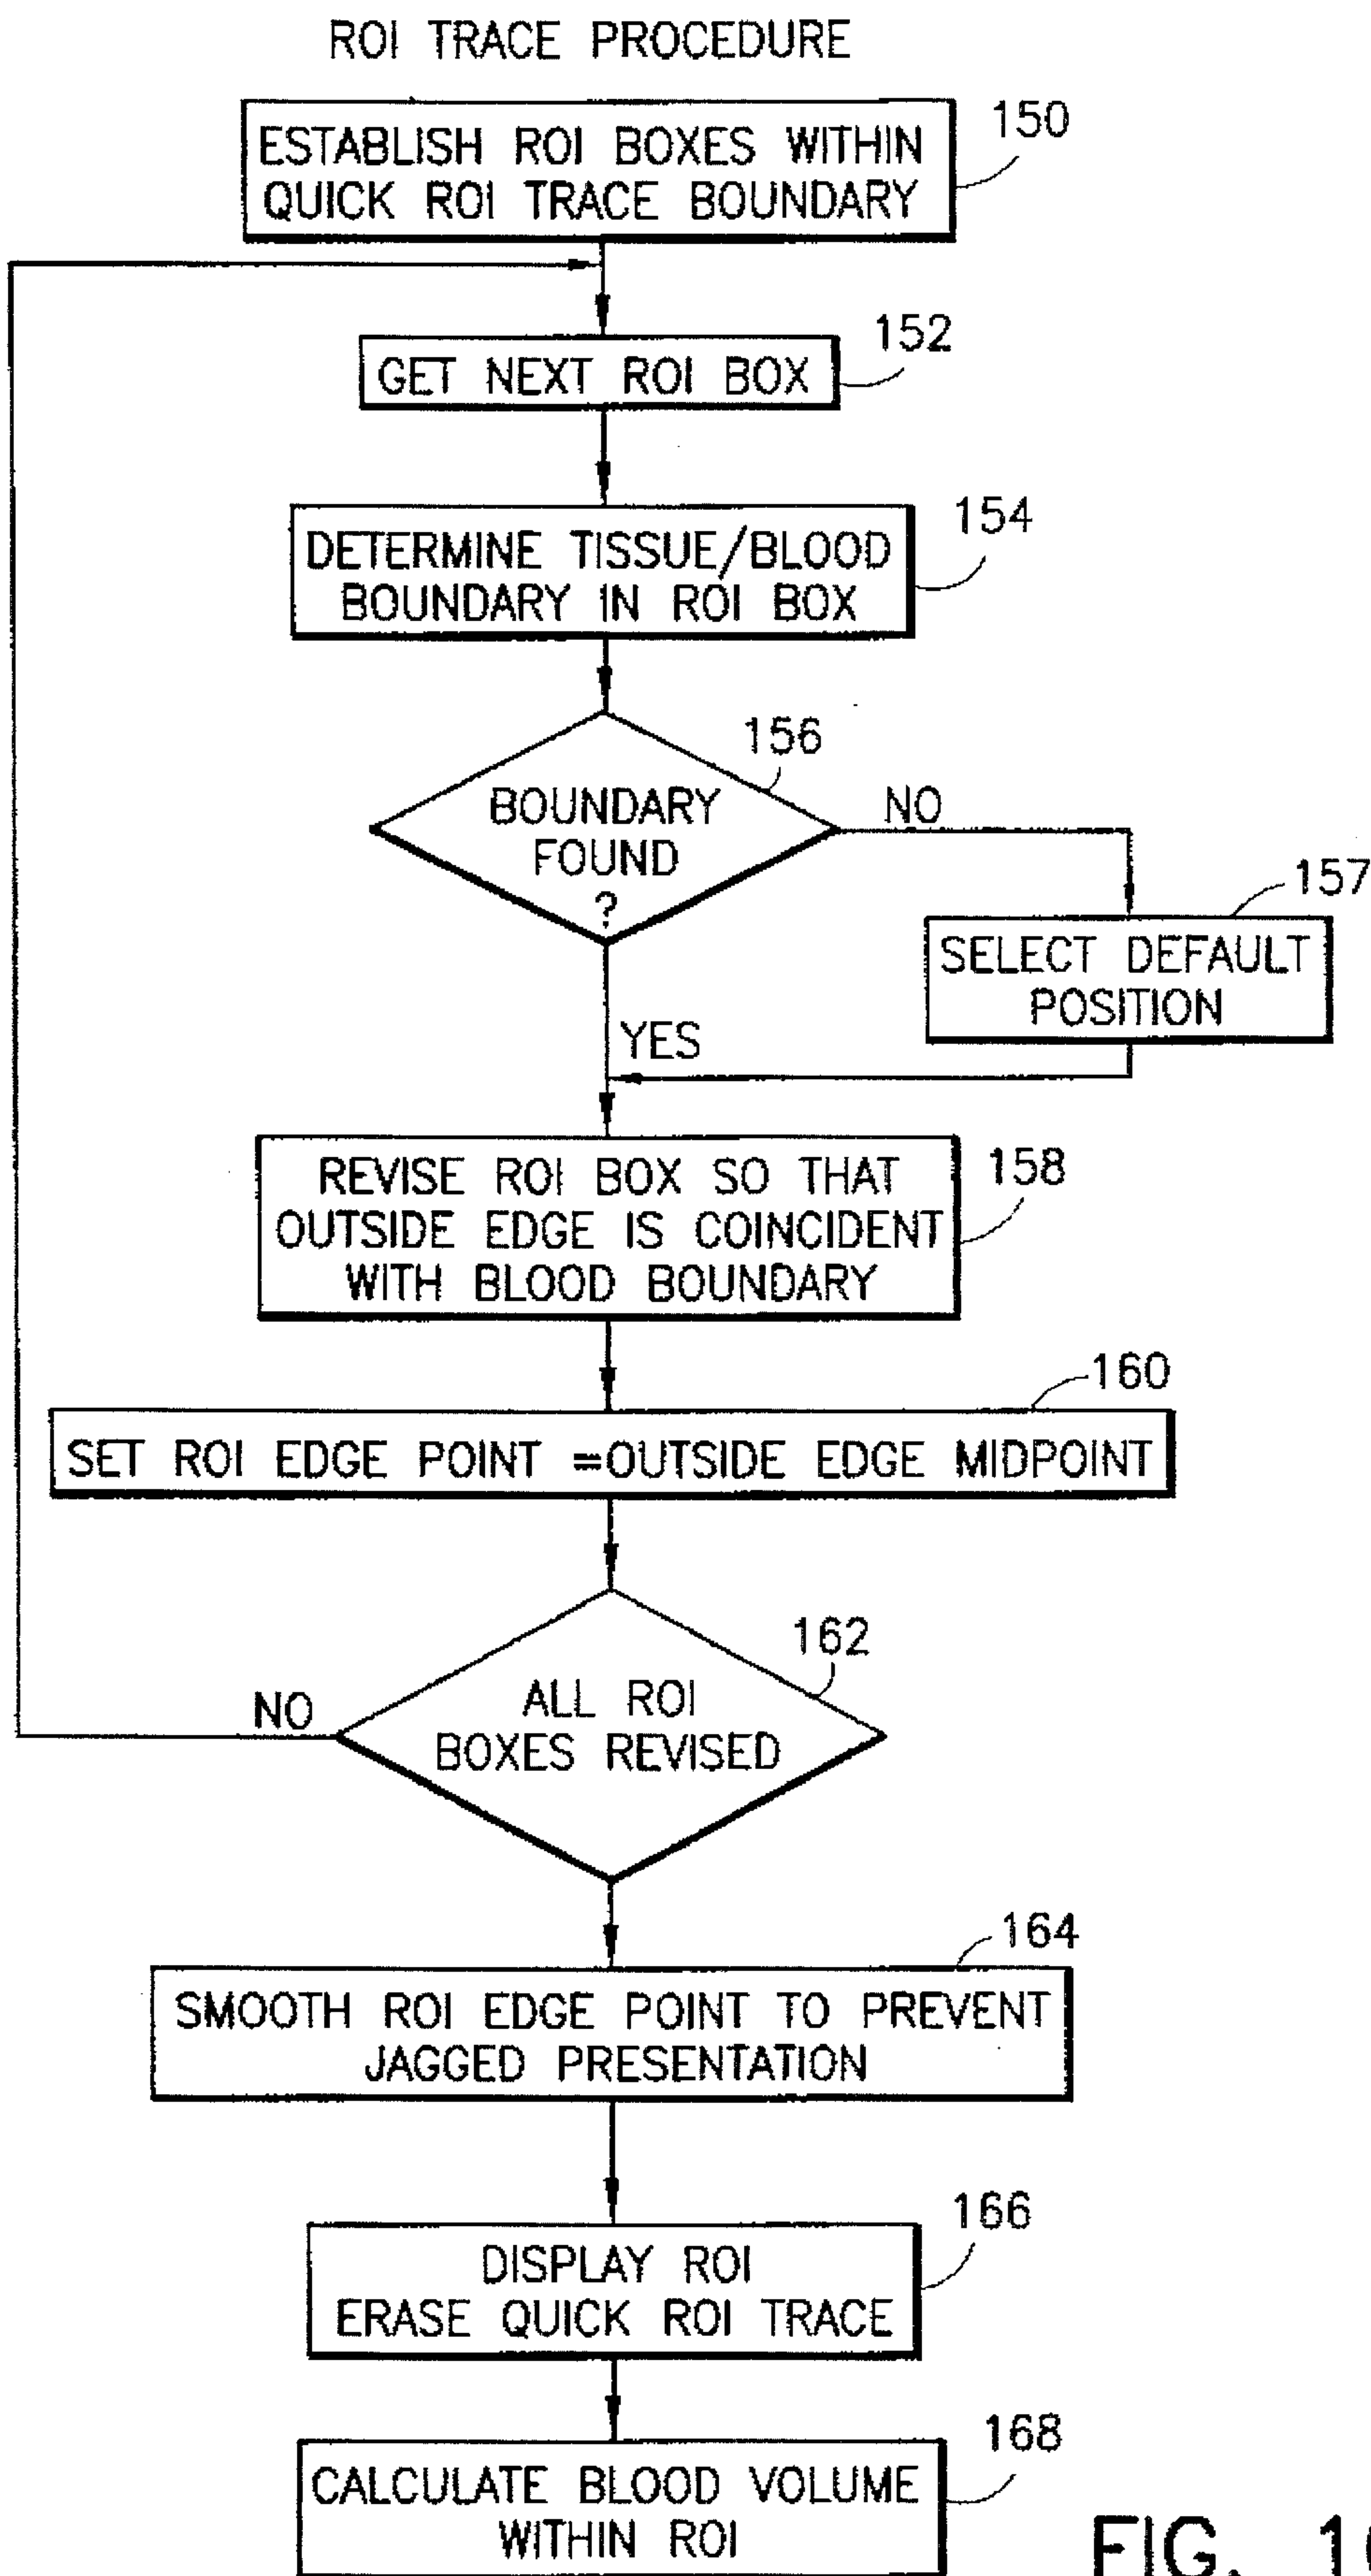 ROI TRACE PROCEDURE
150
ESTABLISH ROI BOXES WITHIN
QUICK ROI TRACE BOUNDARY
152
GET NEXT ROI BOX
154
DETERMINE TISSUE/BLOOD
BOUNDARY IN ROI BOX
156
BOUNDARY
FOUND
?
NO
157
SELECT DEFAULT
POSITION
YES
158
REVISE ROI BOX SO THAT
OUTSIDE EDGE IS COINCIDENT
WITH BLOOD BOUNDARY
160
SET ROI EDGE POINT =OUTSIDE EDGE MIDPOINT
162
ALL ROI
BOXES REVISED
NO
164
SMOOTH ROI EDGE POINT TO PREVENT
JAGGED PRESENTATION
166
DISPLAY ROI
ERASE QUICK ROI TRACE
168
CALCULATE BLOOD VOLUME
WITHIN ROI
FIG.